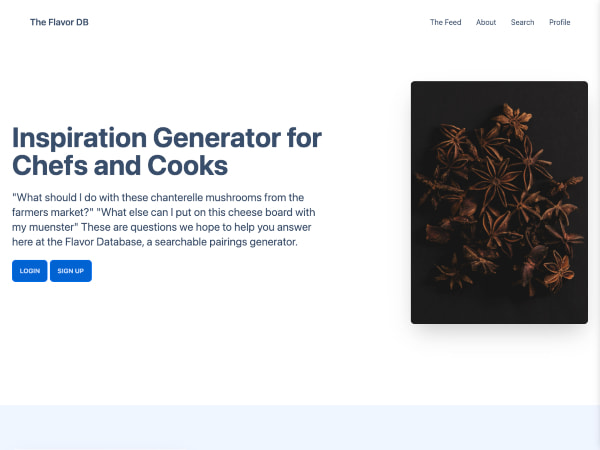 The Flavor DB
The Feed About Search Profile
Inspiration Generator for
Chefs and Cooks
"What should I do with these chanterelle mushrooms from the
farmers market?" "What else can I put on this cheese board with
my muenster" These are questions we hope to help you answer
here at the Flavor Database, a searchable pairings generator.
LOGIN SIGN UP